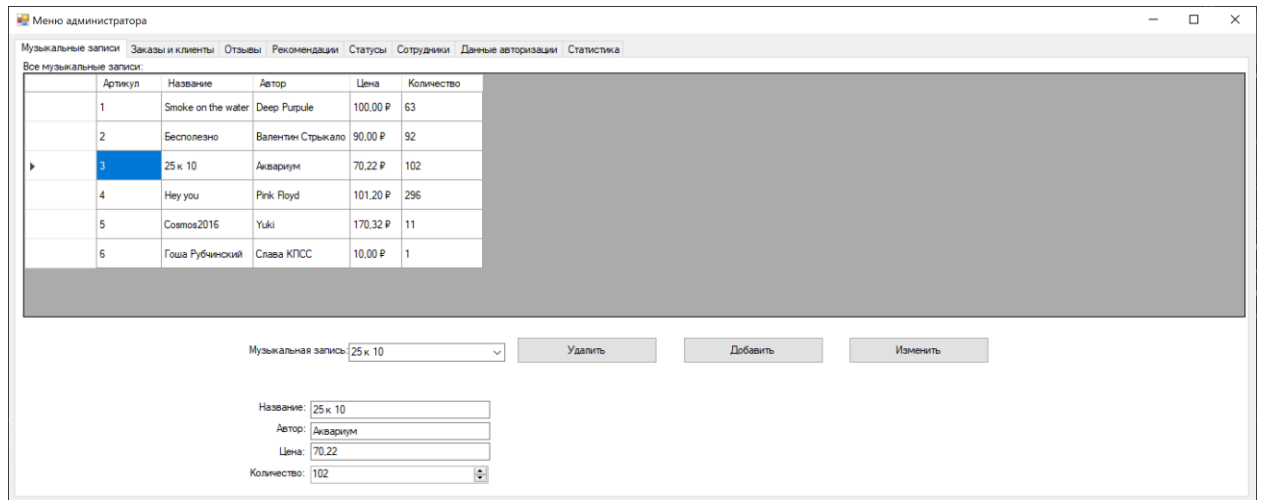 Меню администратора
Музыкальные записи Заказы и клиенты Отзывы Рекомендации Статусы Сотрудники Данные авторизации Статистика
Все музыкальные записи:
Артикул Название Автор Цена Количество
1 Smoke on the water Deep Purpule 100,00 ₽ 63
2 Бесполезно Валентин Стрыкало 90,00 ₽ 92
3 25 к 10 Аквариум 70,22 ₽ 102
4 Hey you Pink Floyd 101,20 ₽ 296
5 Cosmos2016 Yuki 170,32 ₽ 11
6 Гоша Рубчинский Слава КПСС 10,00 ₽ 1
Музыкальная запись: 25 к 10 Удалить Добавить Изменить
Название: 25 к 10
Автор: Аквариум
Цена: 70,22
Количество: 102